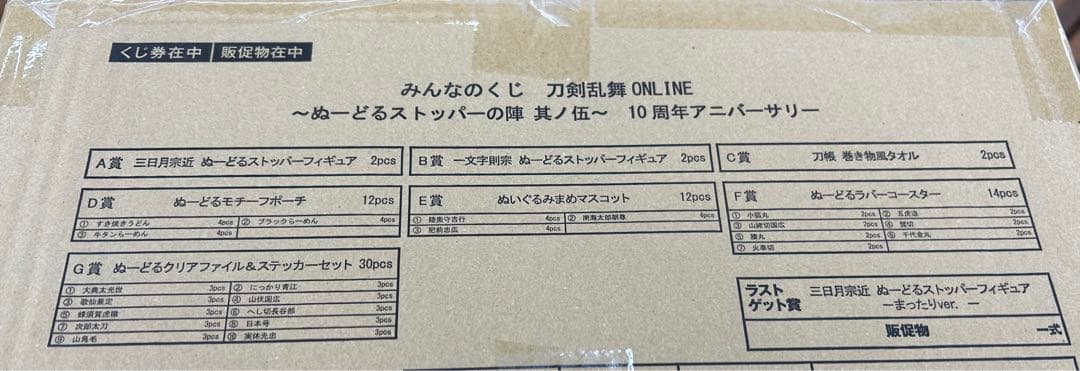 くじ券在中 販促物在中
みんなのくじ 刀剣乱舞ONLINE
～ぬーどるストッパーの陣 其ノ伍～ 10周年アニバーサリー
A賞 三日月宗近 ぬーどるストッパーフィギュア 2pcs
B賞 一文字則宗 ぬーどるストッパーフィギュア 2pcs
C賞 刀帳 巻き物風タオル 2pcs
D賞 ぬーどるモチーフポーチ 12pcs
① すき焼きうどん 4pcs ② ブラックらーめん 4pcs
③ 牛タンらーめん 4pcs
E賞 ぬいぐるみまめマスコット 12pcs
① 陸奥守吉行 4pcs ② 南海太郎朝尊 4pcs
③ 肥前忠広 4pcs
F賞 ぬーどるラバーコースター 14pcs
① 小狐丸 2pcs ② 五虎退 2pcs
③ 山姥切国広 2pcs ④ 髭切 2pcs
⑤ 膝丸 2pcs ⑥ 千代金丸 2pcs
⑦ 火車切 2pcs
G賞 ぬーどるクリアファイル＆ステッカーセット 30pcs
① 大典太光世 3pcs ② にっかり青江 3pcs
③ 歌仙兼定 3pcs ④ 山伏国広 3pcs
⑤ 蜂須賀虎徹 3pcs ⑥ へし切長谷部 3pcs
⑦ 次郎太刀 3pcs ⑧ 日本号 3pcs
⑨ 山鳥毛 3pcs ⑩ 実休光忠 3pcs
ラスト
ゲット賞
三日月宗近 ぬーどるストッパーフィギュア
－まったりver.－
販促物 一式